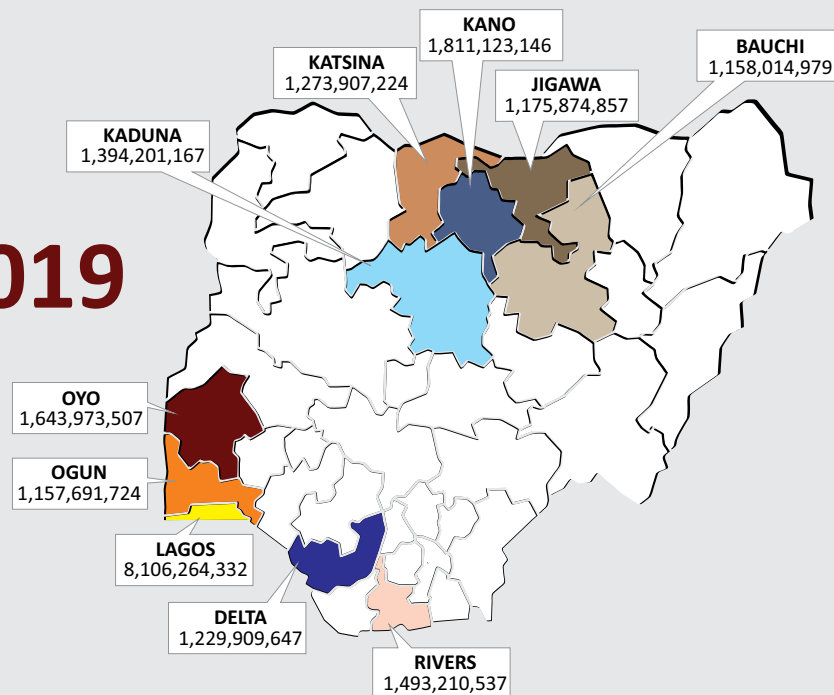 KANO
1,811,123,146
KATSINA
1,273,907,224
BAUCHI
1,158,014,979
JIGAWA
1,175,874,857
KADUNA
1,394,201,167
019
OYO
1,643,973,507
OGUN
1,157,691,724
LAGOS
8,106,264,332
DELTA
1,229,909,647
RIVERS
1,493,210,537